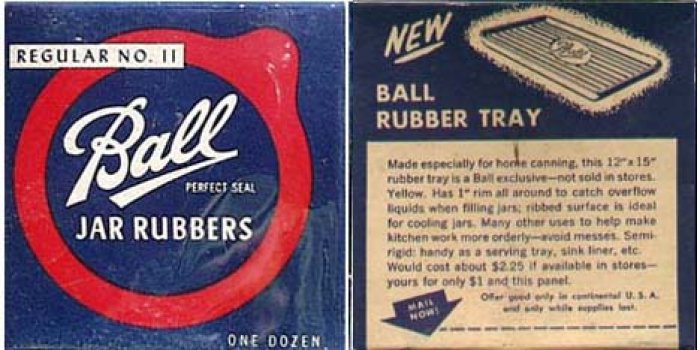 REGULAR NO. 11
Ball
PERFECT SEAL
JAR RUBBERS
ONE DOZEN
NEW
Ball
BALL
RUBBER TRAY
Made especially for home canning, this 12" x 15"
rubber tray is a Ball exclusive—not sold in stores.
Yellow. Has 1" rim all around to catch overflow
liquids when filling jars; ribbed surface is ideal
for cooling jars. Many other uses to help make
kitchen work more orderly—avoid messes. Semi-
rigid: handy as a serving tray, sink liner, etc.
Would cost about $2.25 if available in stores—
yours for only $1 and this panel.
MAIL
NOW!
Offer good only in continental U. S. A.
and only while supplies last.